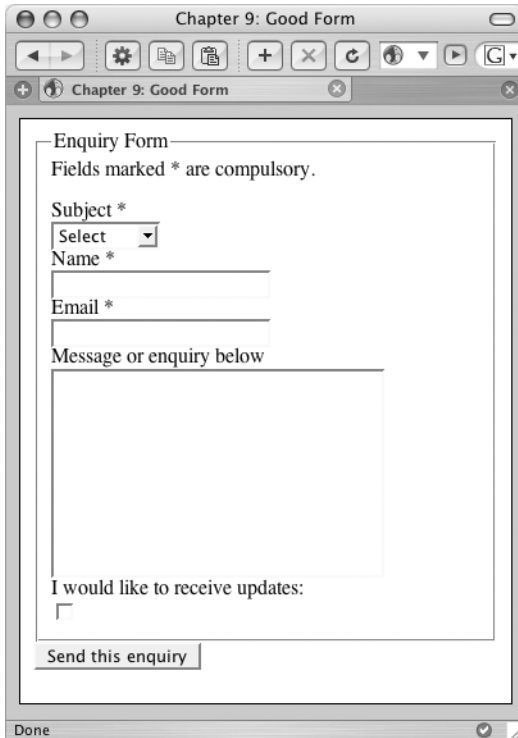 Chapter 9: Good Form
G
Chapter 9: Good Form
Enquiry Form
Fields marked * are compulsory.
Subject *
Select
Name *
Email *
Message or enquiry below
I would like to receive updates:
Send this enquiry
Done